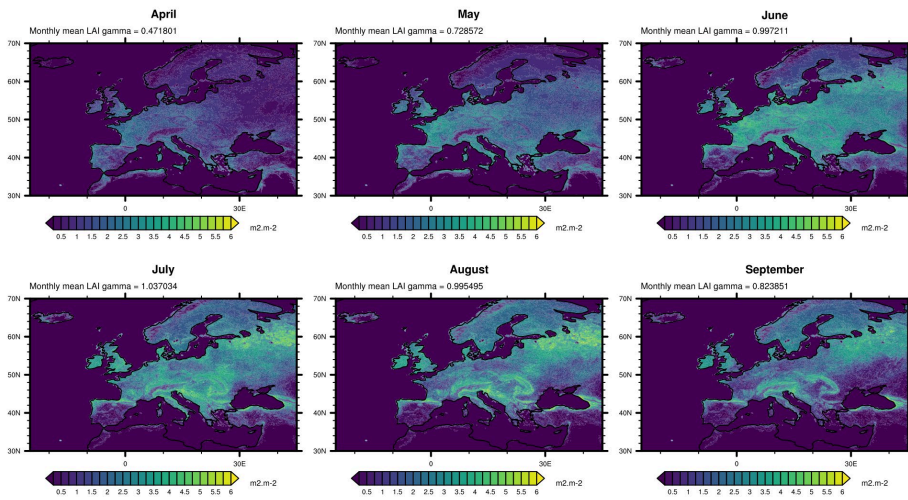 April
Monthly mean LAI gamma = 0.471801
70N
60N
50N
40N
30N
0
30E
0.5 1 1.5 2 2.5 3 3.5 4 4.5 5 5.5 6 m2.m-2
May
Monthly mean LAI gamma = 0.728572
70N
60N
50N
40N
30N
0
30E
0.5 1 1.5 2 2.5 3 3.5 4 4.5 5 5.5 6 m2.m-2
June
Monthly mean LAI gamma = 0.997211
70N
60N
50N
40N
30N
0
30E
0.5 1 1.5 2 2.5 3 3.5 4 4.5 5 5.5 6 m2.m-2
July
Monthly mean LAI gamma = 1.037034
70N
60N
50N
40N
30N
0
30E
0.5 1 1.5 2 2.5 3 3.5 4 4.5 5 5.5 6 m2.m-2
August
Monthly mean LAI gamma = 0.995495
70N
60N
50N
40N
30N
0
30E
0.5 1 1.5 2 2.5 3 3.5 4 4.5 5 5.5 6 m2.m-2
September
Monthly mean LAI gamma = 0.823851
70N
60N
50N
40N
30N
0
30E
0.5 1 1.5 2 2.5 3 3.5 4 4.5 5 5.5 6 m2.m-2